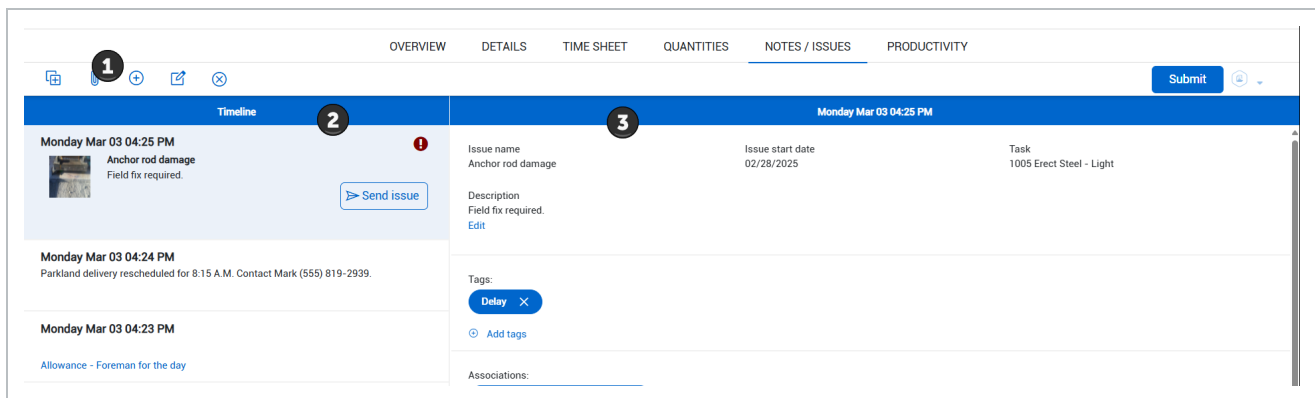 OVERVIEW DETAILS TIME SHEET QUANTITIES NOTES / ISSUES PRODUCTIVITY
1
Submit
Timeline
2
3
Monday Mar 03 04:25 PM
Monday Mar 03 04:25 PM
Anchor rod damage
Field fix required.
Send issue
Monday Mar 03 04:24 PM
Parkland delivery rescheduled for 8:15 A.M. Contact Mark (555) 819-2939.
Monday Mar 03 04:23 PM
Allowance - Foreman for the day
Issue name
Anchor rod damage
Issue start date
02/28/2025
Task
1005 Erect Steel - Light
Description
Field fix required.
Edit
Tags:
Delay
Add tags
Associations: